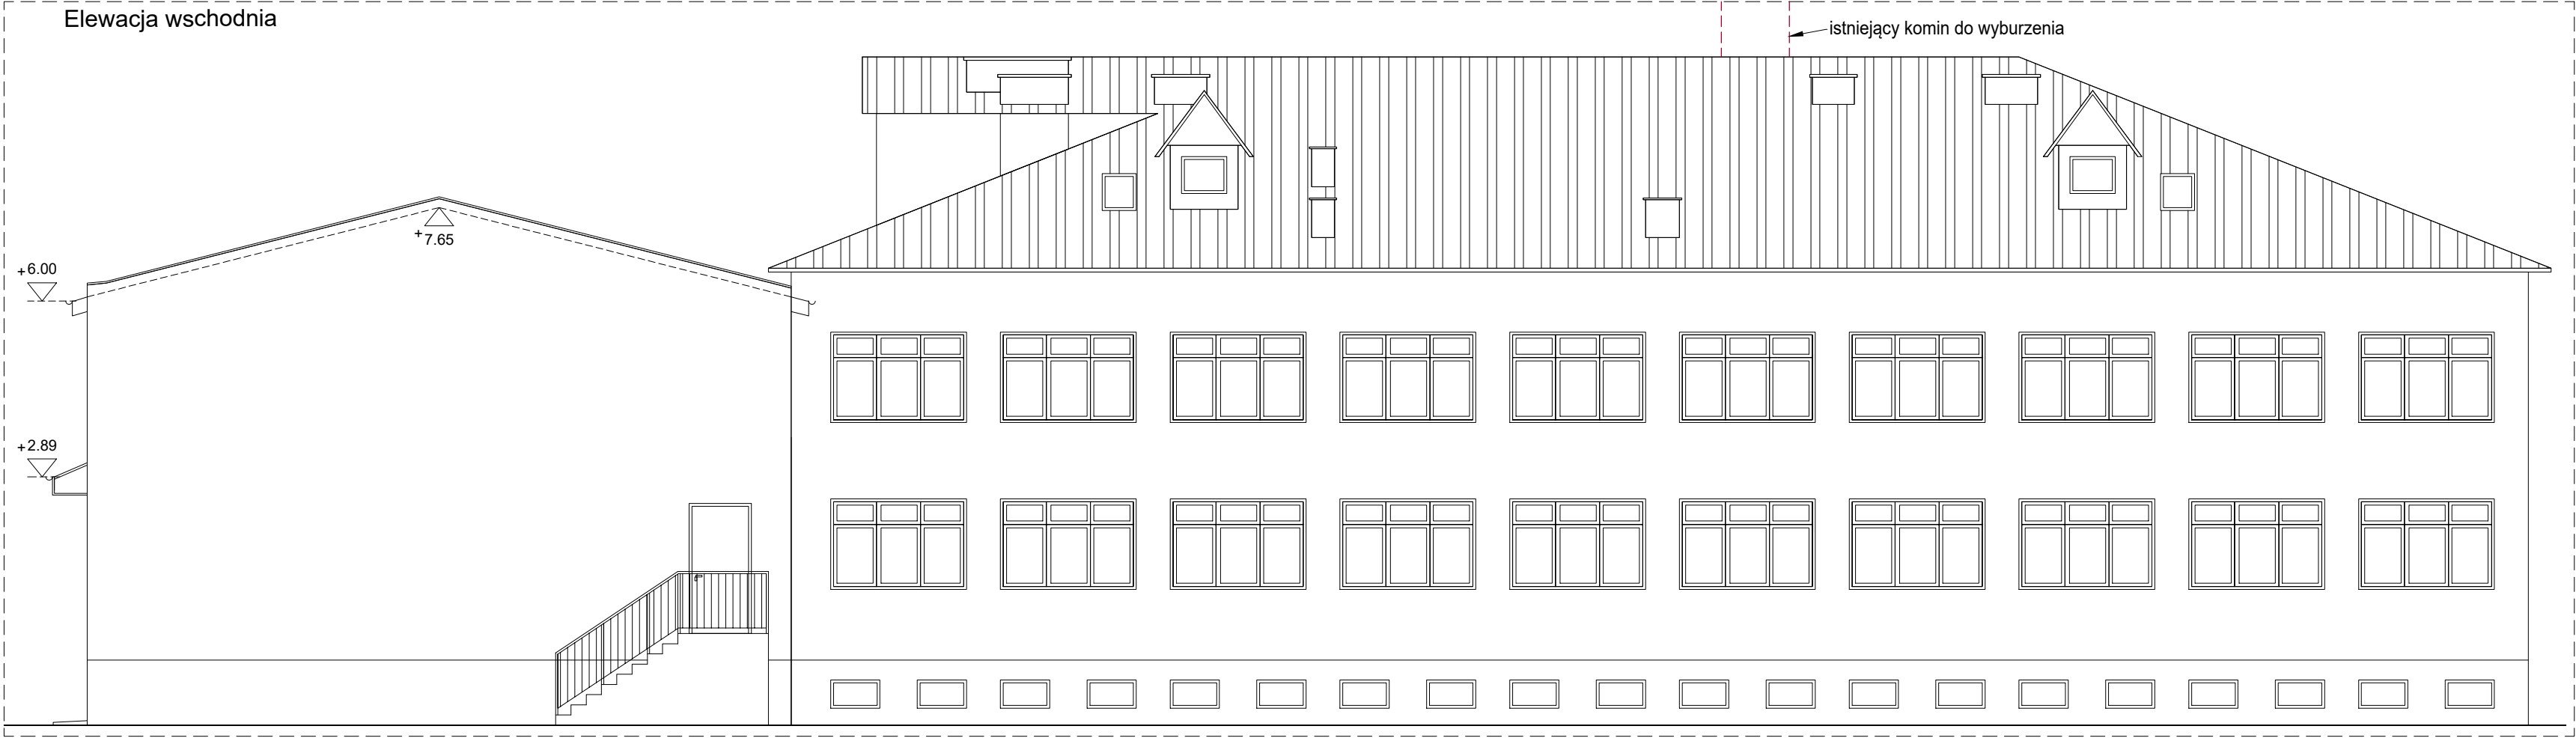 Elewacja wschodnia
istniejący komin do wyburzenia
+7.65
+6.00
+2.89